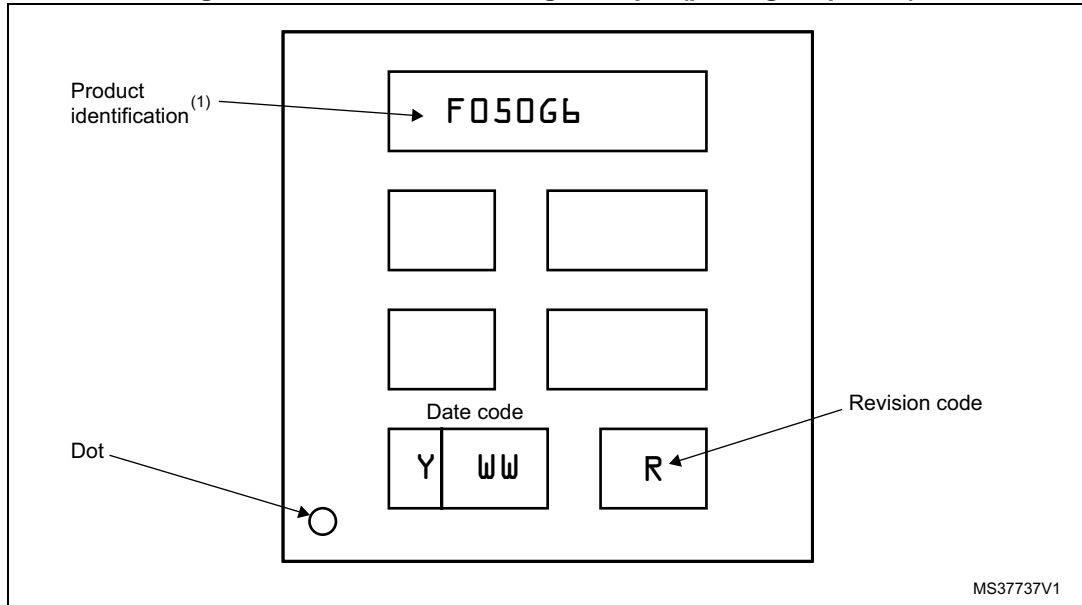 Product
identification (1)
F050G6
Date code
Y WW
R
Revision code
Dot
MS37737V1